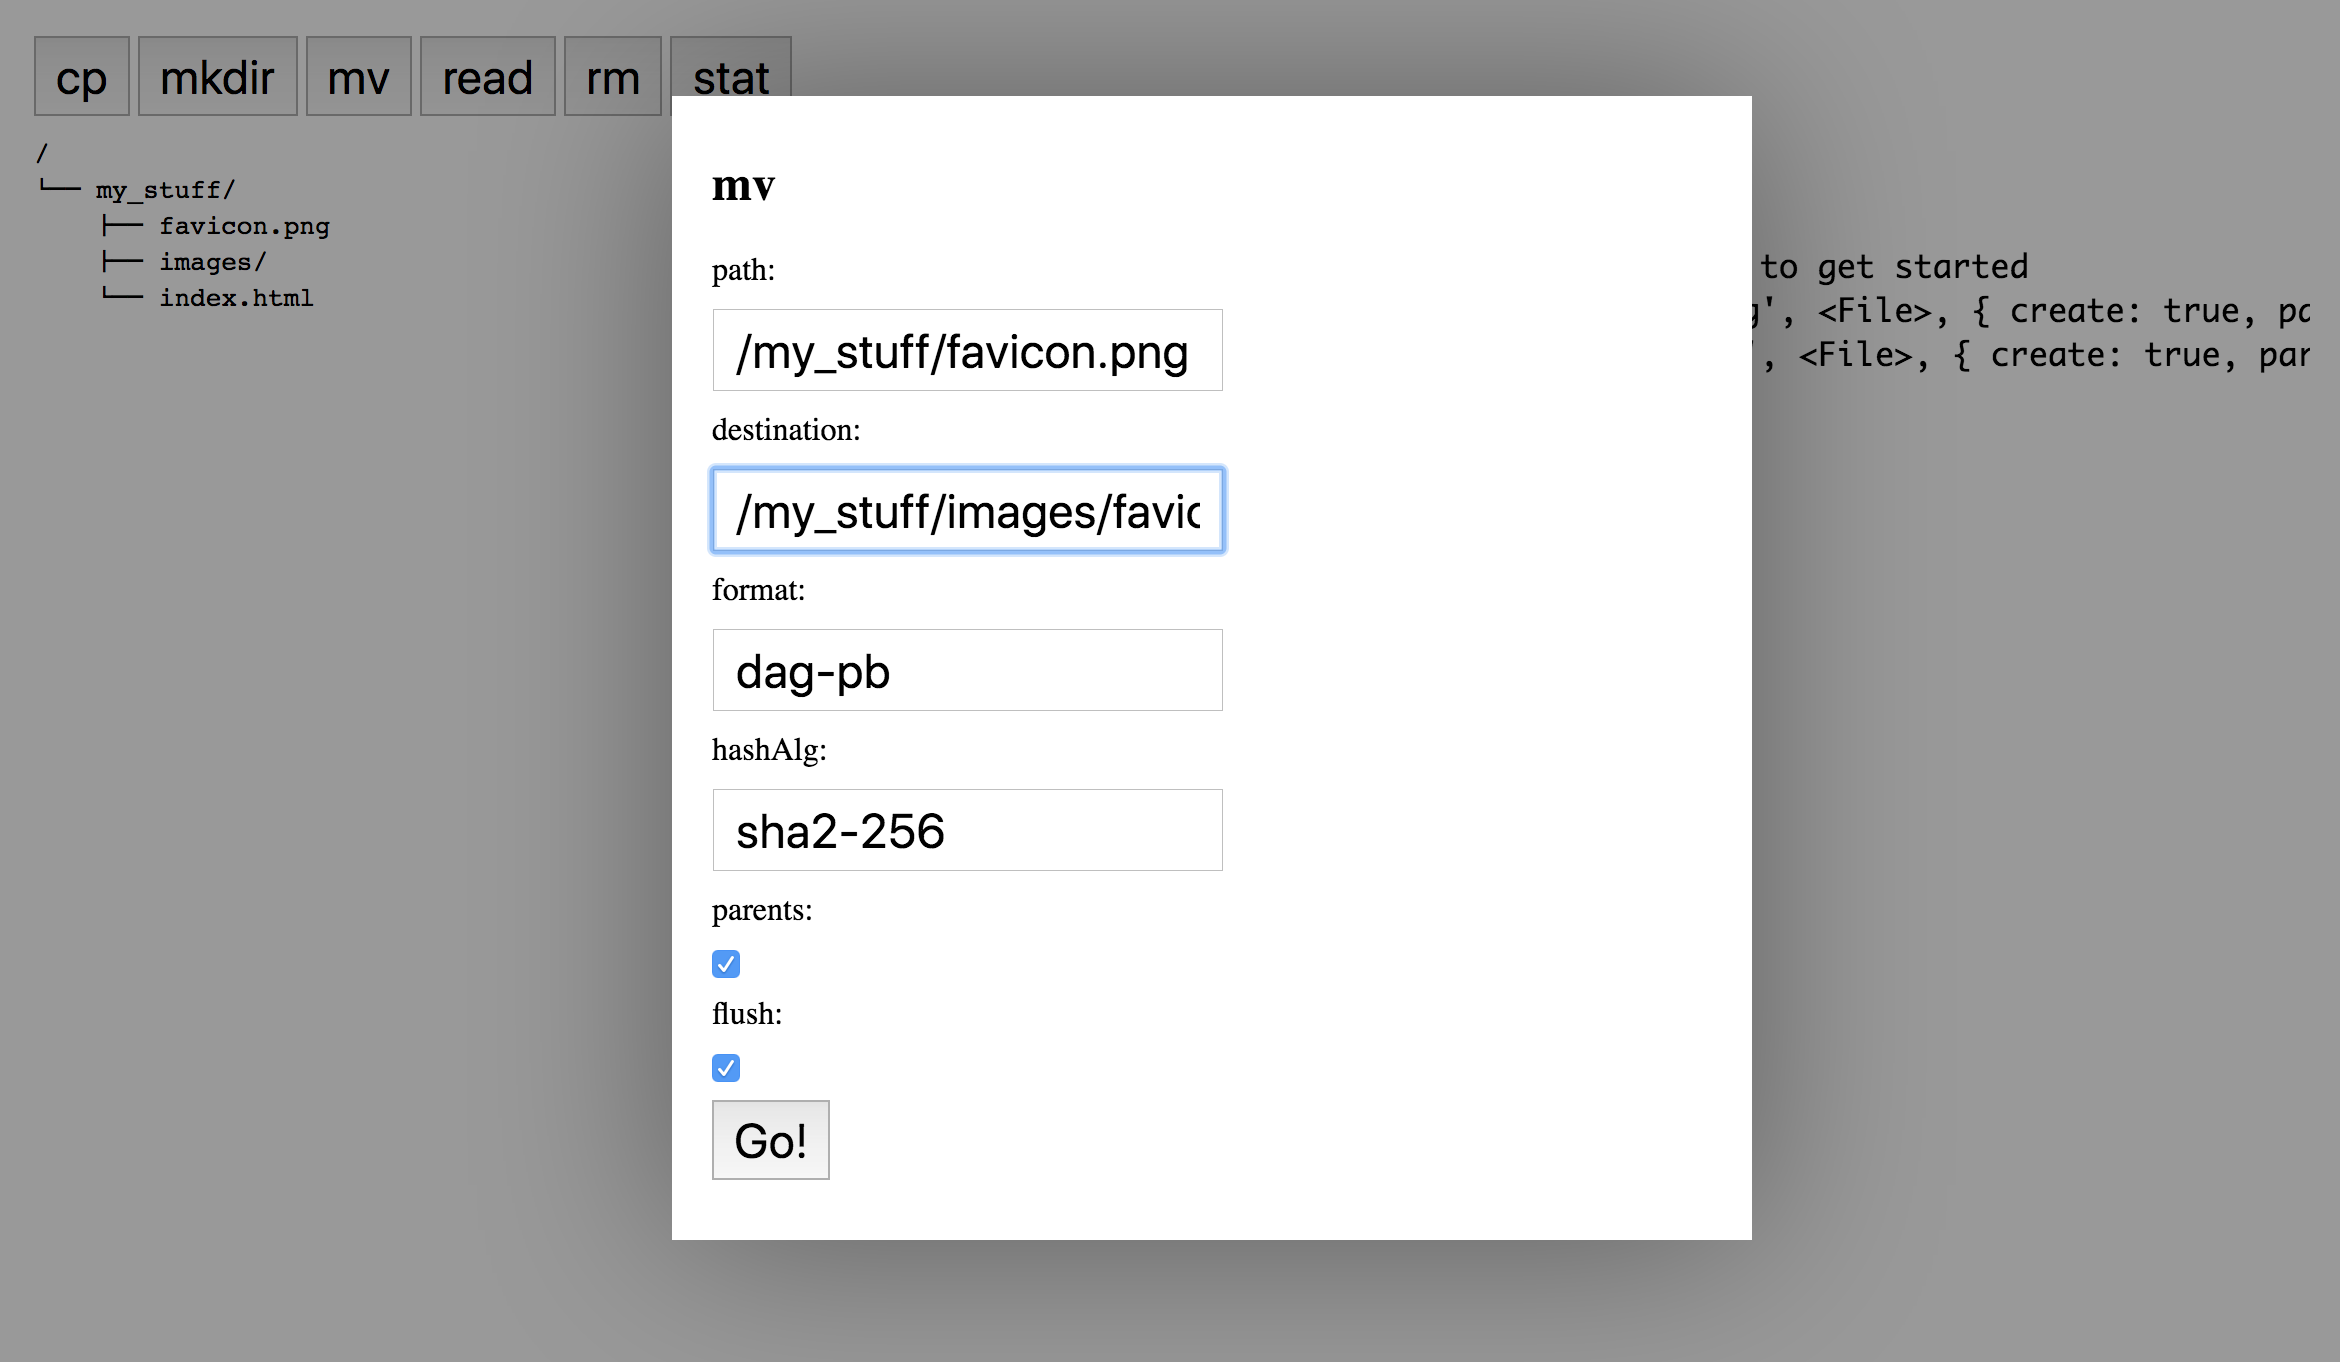 cp mkdir mv read rm stat
/
└── my_stuff/
├── favicon.png
├── images/
└── index.html
mv
path:
/my_stuff/favicon.png
destination:
/my_stuff/images/favic
format:
dag-pb
hashAlg:
sha2-256
parents:
flush:
Go!
to get started
', <File>, { create: true, pa
, <File>, { create: true, par